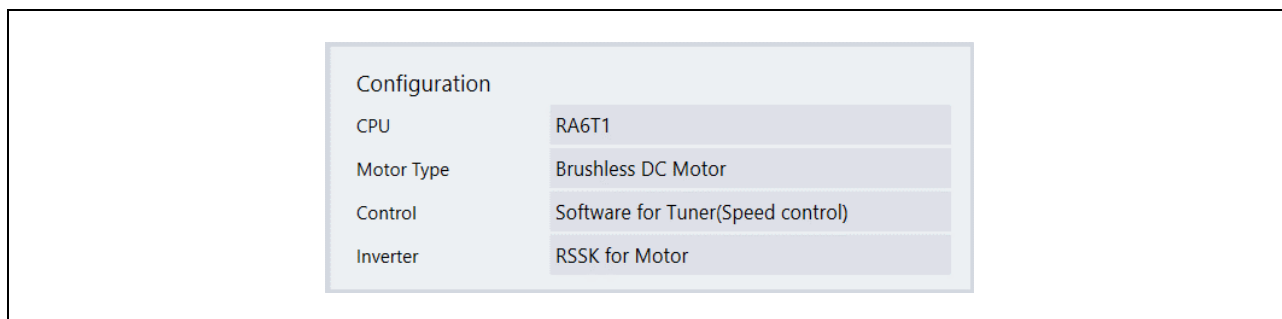 Configuration
CPU RA6T1
Motor Type Brushless DC Motor
Control Software for Tuner(Speed control)
Inverter RSSK for Motor